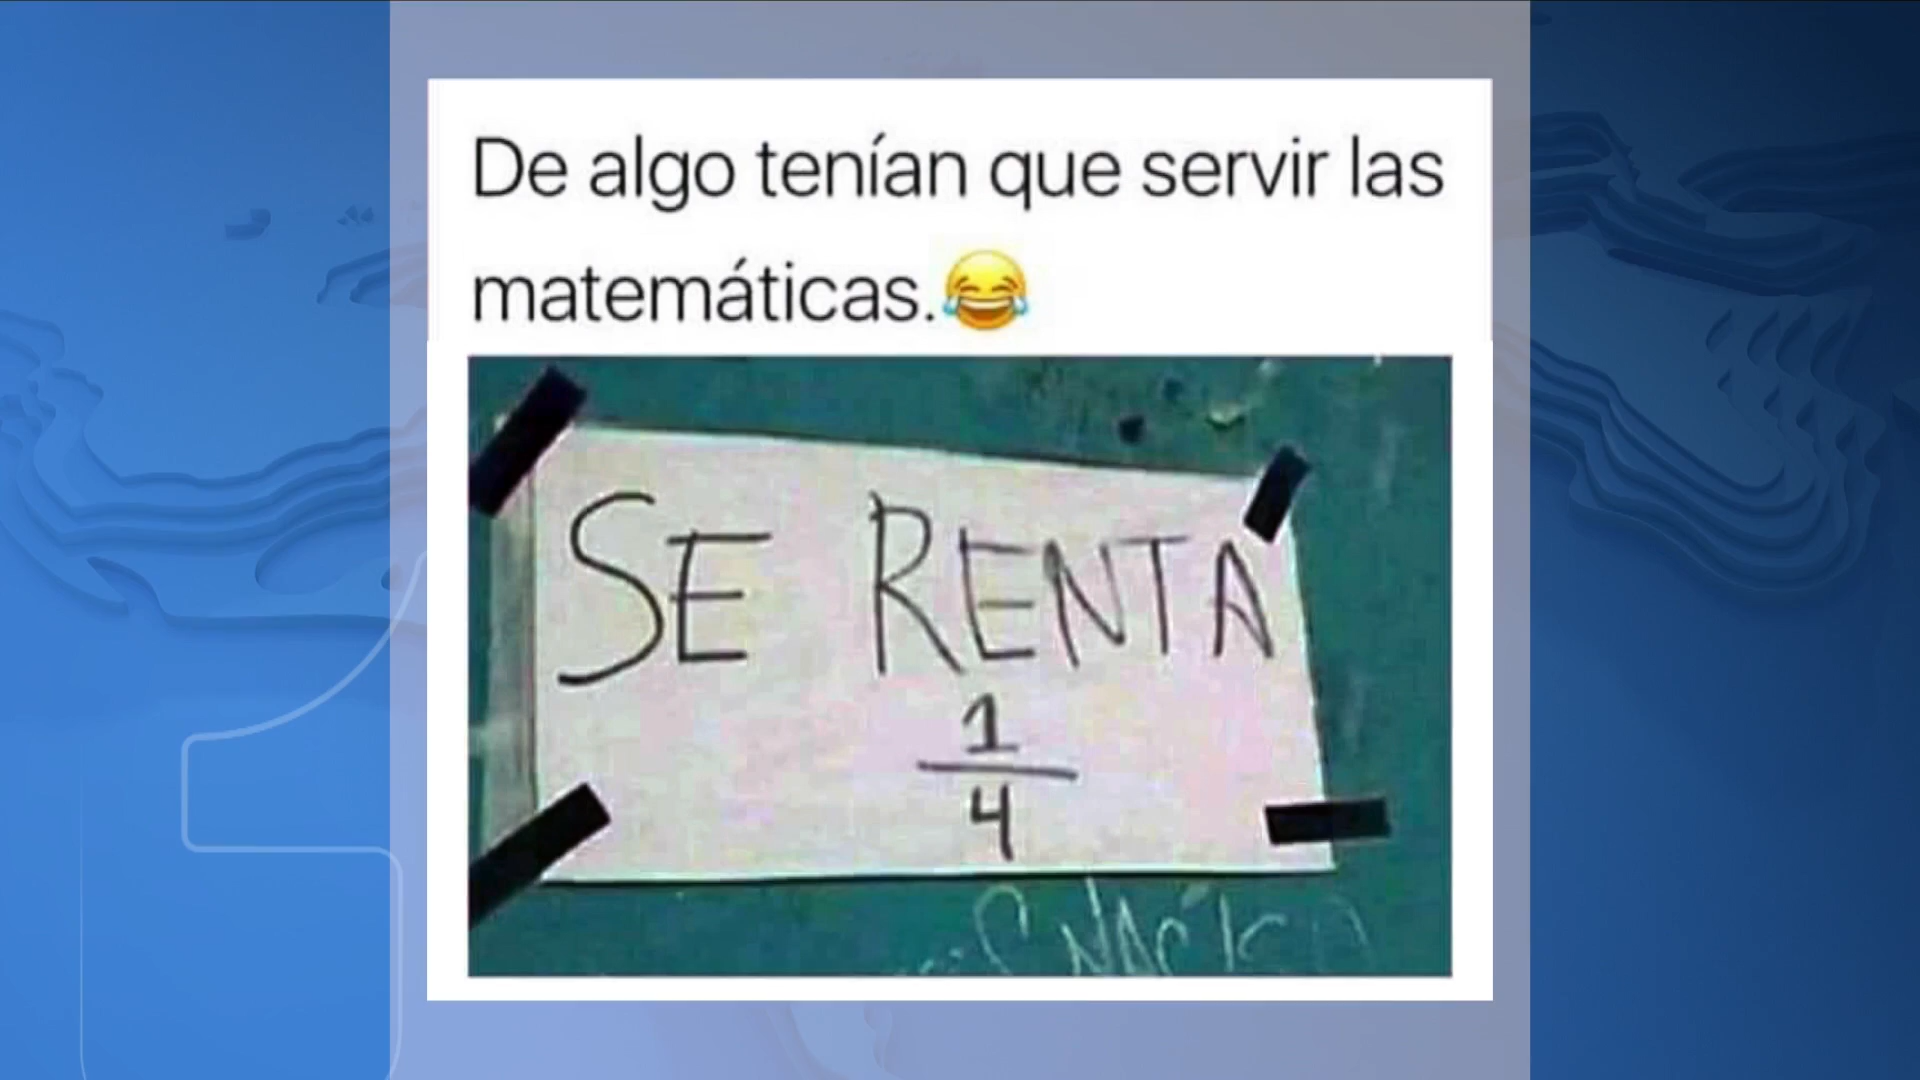 De algo tenían que servir las
matemáticas.😂
SE RENTA
1
4